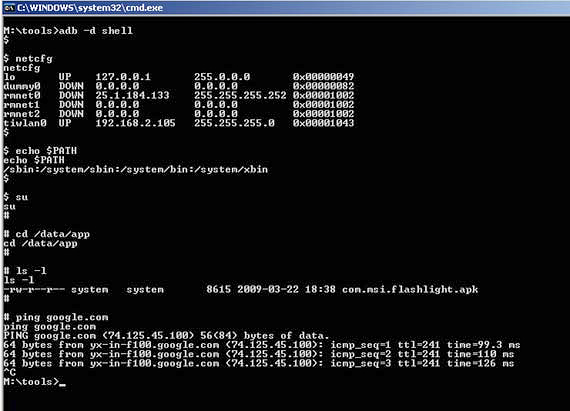 C:\WINDOWS\system32\cmd.exe
M:\tools>adb -d shell
$
$ netcfg
netcfg
lo UP 127.0.0.1 255.0.0.0 0x00000049
dummy0 DOWN 0.0.0.0 0.0.0.0 0x00000082
rmnet0 DOWN 25.1.184.133 255.255.255.252 0x00001002
rmnet1 DOWN 0.0.0.0 0.0.0.0 0x00001002
rmnet2 DOWN 0.0.0.0 0.0.0.0 0x00001002
tiwlan0 UP 192.168.2.105 255.255.255.0 0x00001043
$
$ echo $PATH
echo $PATH
/sbin:/system/sbin:/system/bin:/system/xbin
$
$ su
su
#
# cd /data/app
cd /data/app
#
# ls -l
ls -l
-rw-r--r-- system system 8615 2009-03-22 18:38 com.msi.flashlight.apk
#
# ping google.com
ping google.com
PING google.com (74.125.45.100) 56(84) bytes of data.
64 bytes from yx-in-f100.google.com (74.125.45.100): icmp_seq=1 ttl=241 time=99.3 ms
64 bytes from yx-in-f100.google.com (74.125.45.100): icmp_seq=2 ttl=241 time=110 ms
64 bytes from yx-in-f100.google.com (74.125.45.100): icmp_seq=3 ttl=241 time=126 ms
^C
M:\tools>_